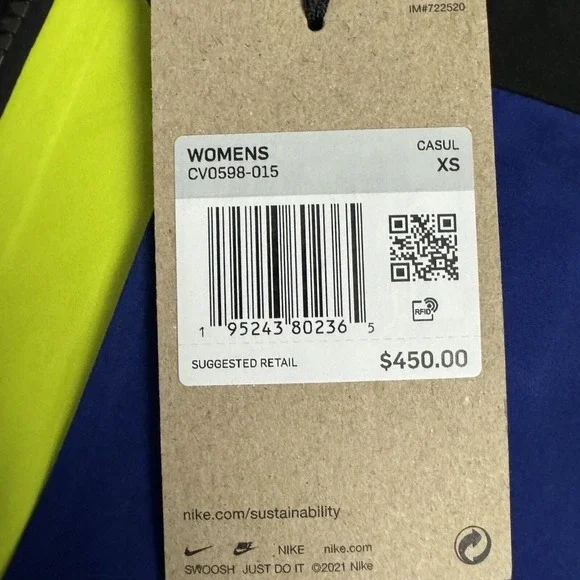 IM#722520
WOMENS CASUL
CV0598-015 XS
1 95243 80236 5
RFID
SUGGESTED RETAIL $450.00
nike.com/sustainability
NIKE nike.com
SWOOSH JUST DO IT ©2021 Nike